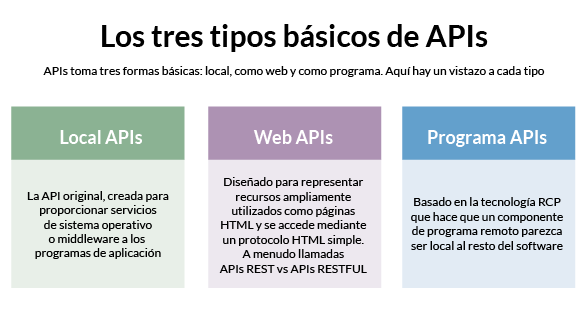 Los tres tipos básicos de APIs
APIs toma tres formas básicas: local, como web y como programa. Aquí hay un vistazo a cada tipo
Local APIs
La API original, creada para
proporcionar servicios
de sistema operativo
o middleware a los
programas de aplicación
Web APIs
Diseñado para representar
recursos ampliamente
utilizados como páginas
HTML y se accede mediante
un protocolo HTML simple.
A menudo llamadas
APIs REST vs APIs RESTFUL
Programa APIs
Basado en la tecnología RCP
que hace que un componente
de programa remoto parezca
ser local al resto del software